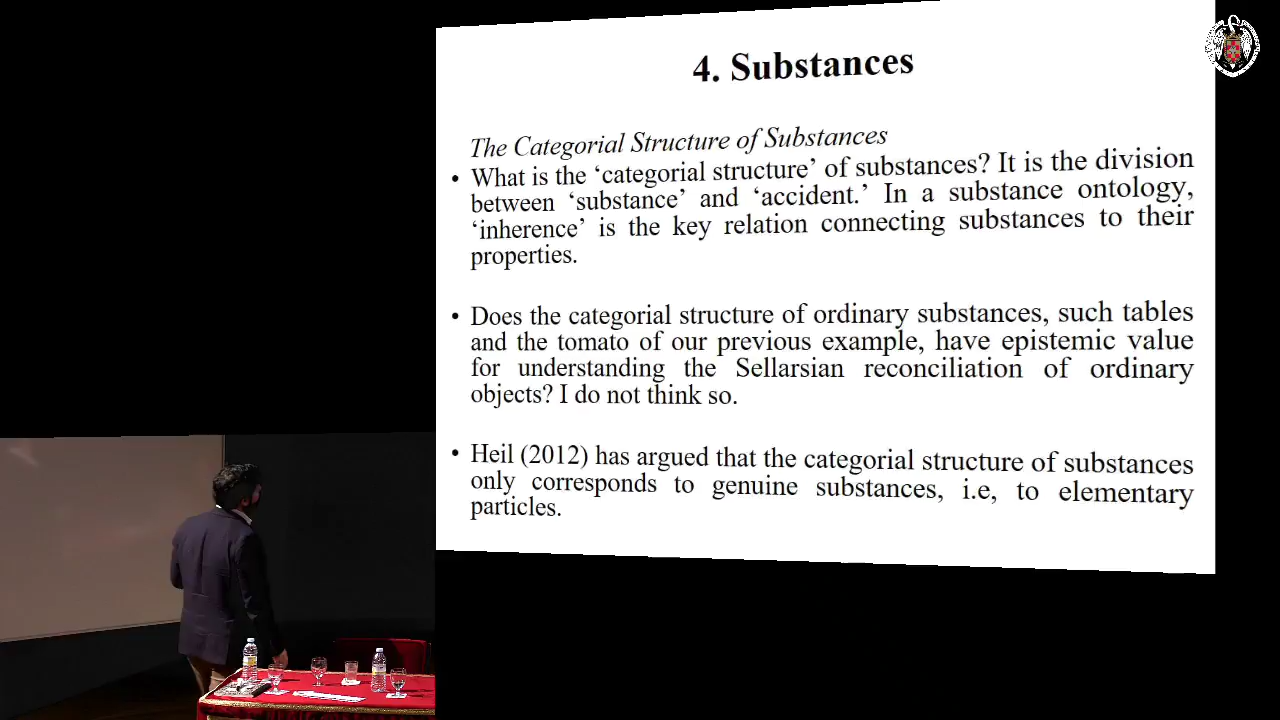 4. Substances
The Categorial Structure of Substances
• What is the ‘categorial structure’ of substances? It is the division
between ‘substance’ and ‘accident.’ In a substance ontology,
‘inherence’ is the key relation connecting substances to their
properties.
• Does the categorial structure of ordinary substances, such tables
and the tomato of our previous example, have epistemic value
for understanding the Sellarsian reconciliation of ordinary
objects? I do not think so.
• Heil (2012) has argued that the categorial structure of substances
only corresponds to genuine substances, i.e, to elementary
particles.